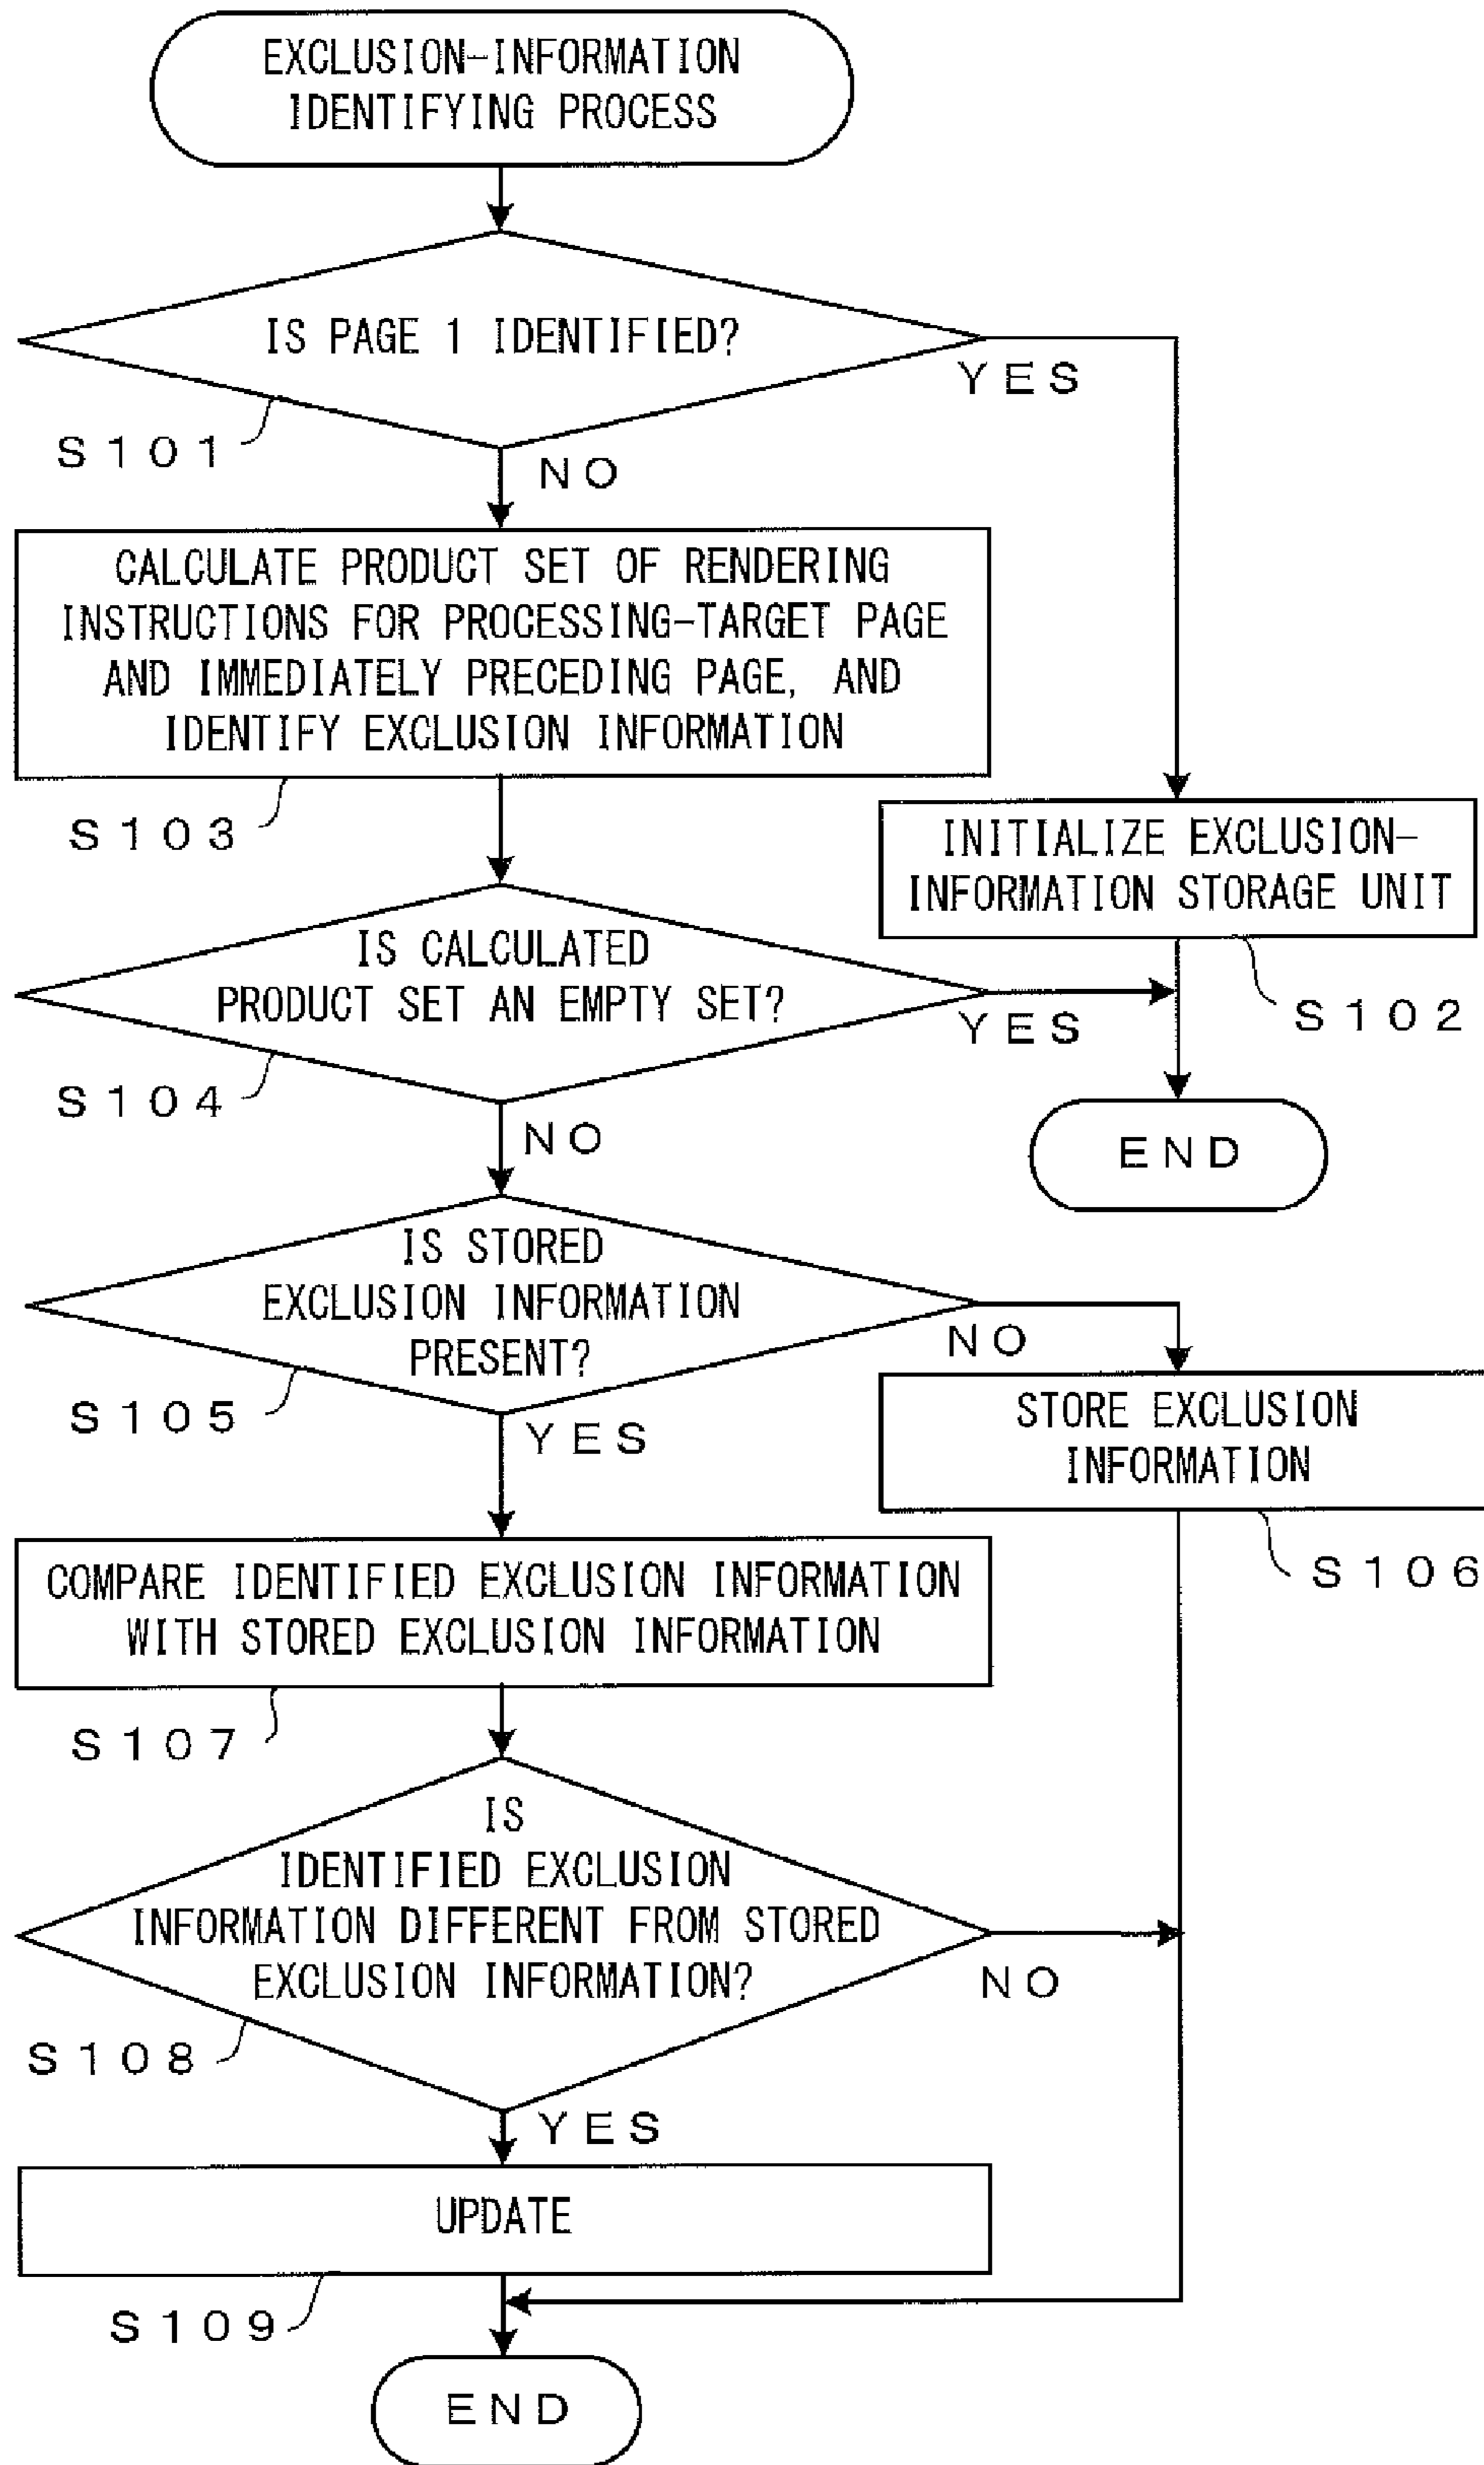 EXCLUSION-INFORMATION
IDENTIFYING PROCESS
IS PAGE 1 IDENTIFIED?
YES
S101
NO
CALCULATE PRODUCT SET OF RENDERING
INSTRUCTIONS FOR PROCESSING-TARGET PAGE
AND IMMEDIATELY PRECEDING PAGE, AND
IDENTIFY EXCLUSION INFORMATION
S103
INITIALIZE EXCLUSION-
INFORMATION STORAGE UNIT
S102
IS CALCULATED
PRODUCT SET AN EMPTY SET?
YES
S104
NO
END
IS STORED
EXCLUSION INFORMATION
PRESENT?
NO
S105
YES
STORE EXCLUSION
INFORMATION
S106
COMPARE IDENTIFIED EXCLUSION INFORMATION
WITH STORED EXCLUSION INFORMATION
S107
IS
IDENTIFIED EXCLUSION
INFORMATION DIFFERENT FROM STORED
EXCLUSION INFORMATION?
NO
S108
YES
UPDATE
S109
END